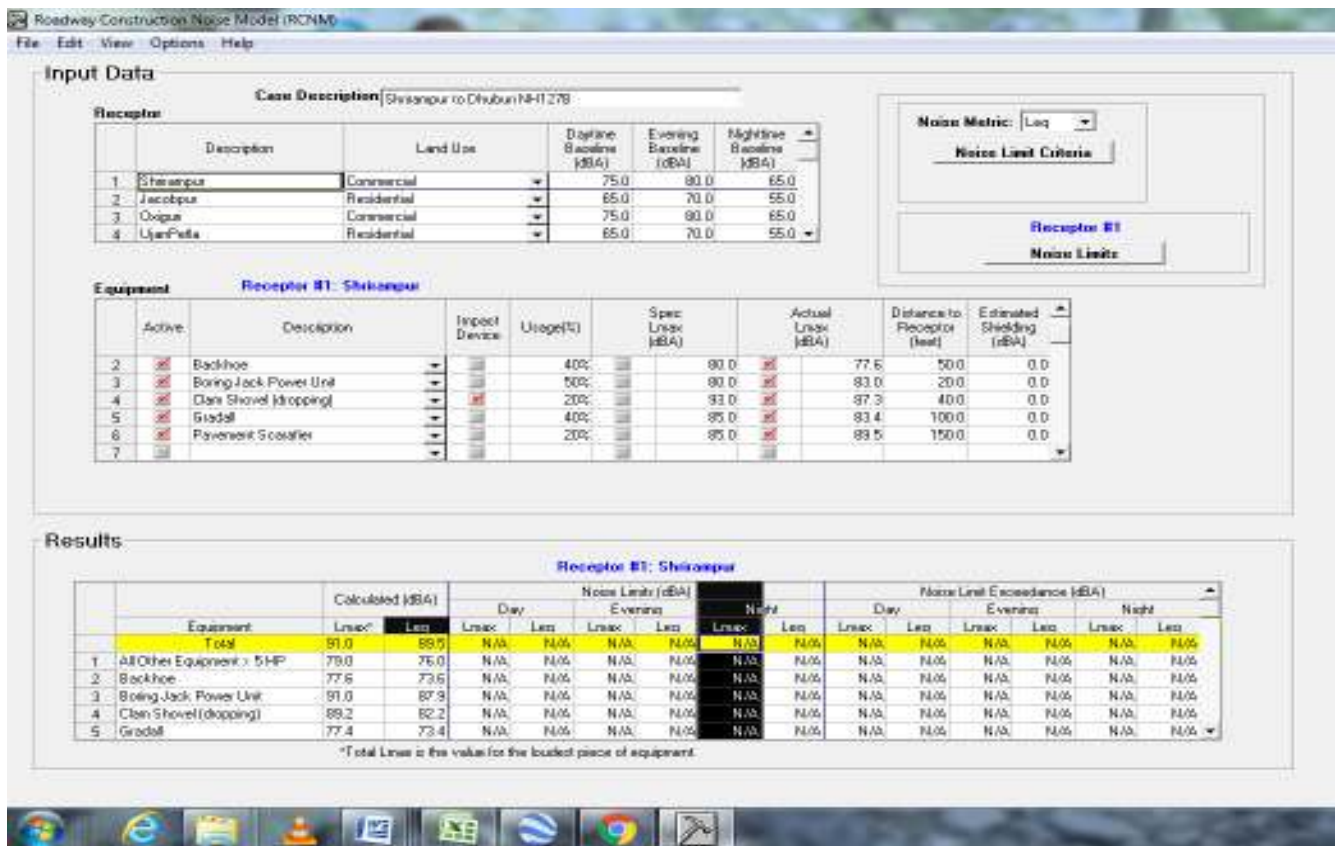 Roadway Construction Noise Model (RCNM)
File Edit View Options Help
Input Data
Case Description: Shrirampur to Dhuburi NH127B
Receptor
Description Land Use Daytime Baseline (dBA) Evening Baseline (dBA) Nighttime Baseline (dBA)
1 Shrirampur Commercial 75.0 80.0 65.0
2 Jacobpur Residential 65.0 70.0 55.0
3 Commercial 75.0 80.0 65.0
4 Residential 65.0 70.0 55.0
Noise Metric: Leq
Noise Limit Criteria
Receptor #1
Noise Limits
Equipment Receptor #1: Shrirampur
Active Description Impact Device Usage(%) Spec Lmax (dBA) Actual Lmax (dBA) Distance to Receptor (feet) Estimated Shielding (dBA)
2 Backhoe 40% 80.0 77.6 50.0 0.0
3 Boring Jack Power Unit 50% 80.0 83.0 20.0 0.0
4 Clam Shovel (dropping) 20% 93.0 87.3 40.0 0.0
5 Gradall 40% 85.0 83.4 100.0 0.0
6 Pavement Scarafier 20% 85.0 89.5 150.0 0.0
7
Results
Receptor #1: Shrirampur
Calculated (dBA) Noise Limits (dBA) Noise Limit Exceedance (dBA)
Day Evening Night Day Evening Night
Equipment Lmax* Leq Lmax Leq Lmax Leq Lmax Leq Lmax Leq Lmax Leq Lmax Leq
Total 91.0 89.5 N/A N/A N/A N/A N/A N/A N/A N/A N/A N/A N/A N/A
1 All Other Equipment > 5 HP 79.0 76.0 N/A N/A N/A N/A N/A N/A N/A N/A N/A N/A N/A N/A
2 Backhoe 77.6 73.6 N/A N/A N/A N/A N/A N/A N/A N/A N/A N/A N/A N/A
3 Boring Jack Power Unit 91.0 87.9 N/A N/A N/A N/A N/A N/A N/A N/A N/A N/A N/A N/A
4 Clam Shovel (dropping) 89.2 82.2 N/A N/A N/A N/A N/A N/A N/A N/A N/A N/A N/A N/A
5 Gradall 77.4 73.4 N/A N/A N/A N/A N/A N/A N/A N/A N/A N/A N/A N/A
*Total Lmax is the value for the loudest piece of equipment.